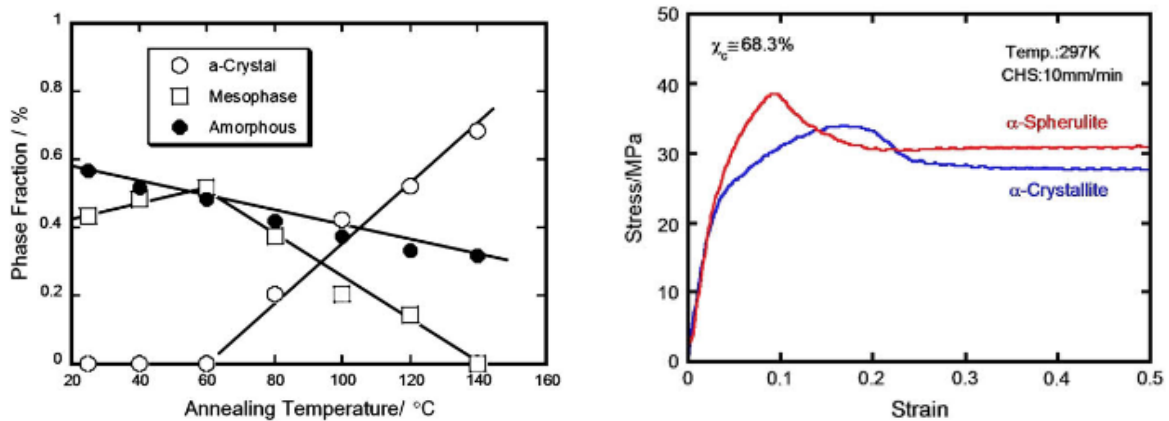 1
0.8
0.6
0.4
0.2
0
20
40
60
80
100
120
140
160
Phase Fraction / %
Annealing Temperature/ °C
a-Crystal
Mesophase
Amorphous
50
40
30
20
10
0
0
0.1
0.2
0.3
0.4
0.5
Stress/MPa
Strain
χc≅68.3%
Temp.:297K
CHS:10mm/min
α-Spherulite
α-Crystallite